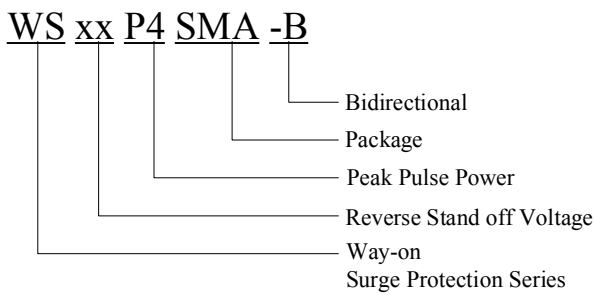 WS xx P4 SMA -B
Bidirectional
Package
Peak Pulse Power
Reverse Stand off Voltage
Way-on
Surge Protection Series